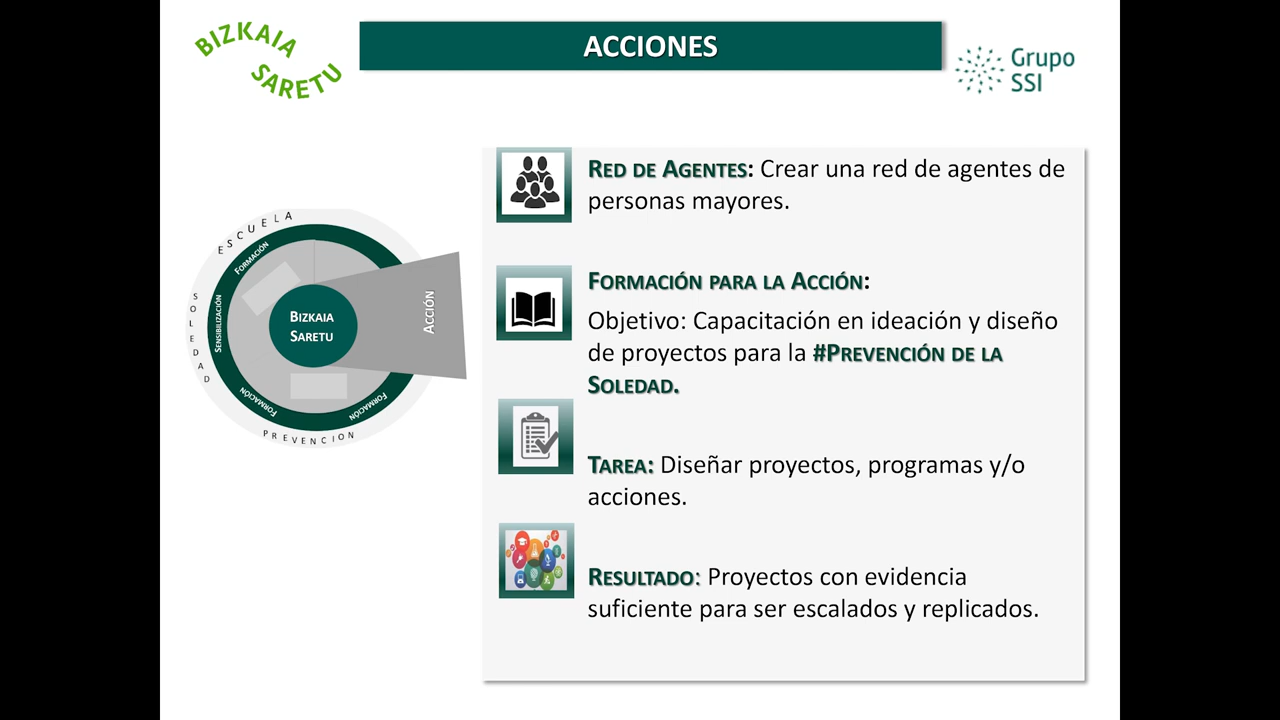 BIZKAIA
SARETU
ACCIONES
Grupo
SSI
ESCUELA
SOLEDAD
PREVENCION
FORMACIÓN
SENSIBILIZACIÓN
FORMACIÓN
FORMACIÓN
BIZKAIA
SARETU
ACCIÓN
RED DE AGENTES: Crear una red de agentes de
personas mayores.
FORMACIÓN PARA LA ACCIÓN:
Objetivo: Capacitación en ideación y diseño
de proyectos para la #PREVENCIÓN DE LA
SOLEDAD.
TAREA: Diseñar proyectos, programas y/o
acciones.
RESULTADO: Proyectos con evidencia
suficiente para ser escalados y replicados.